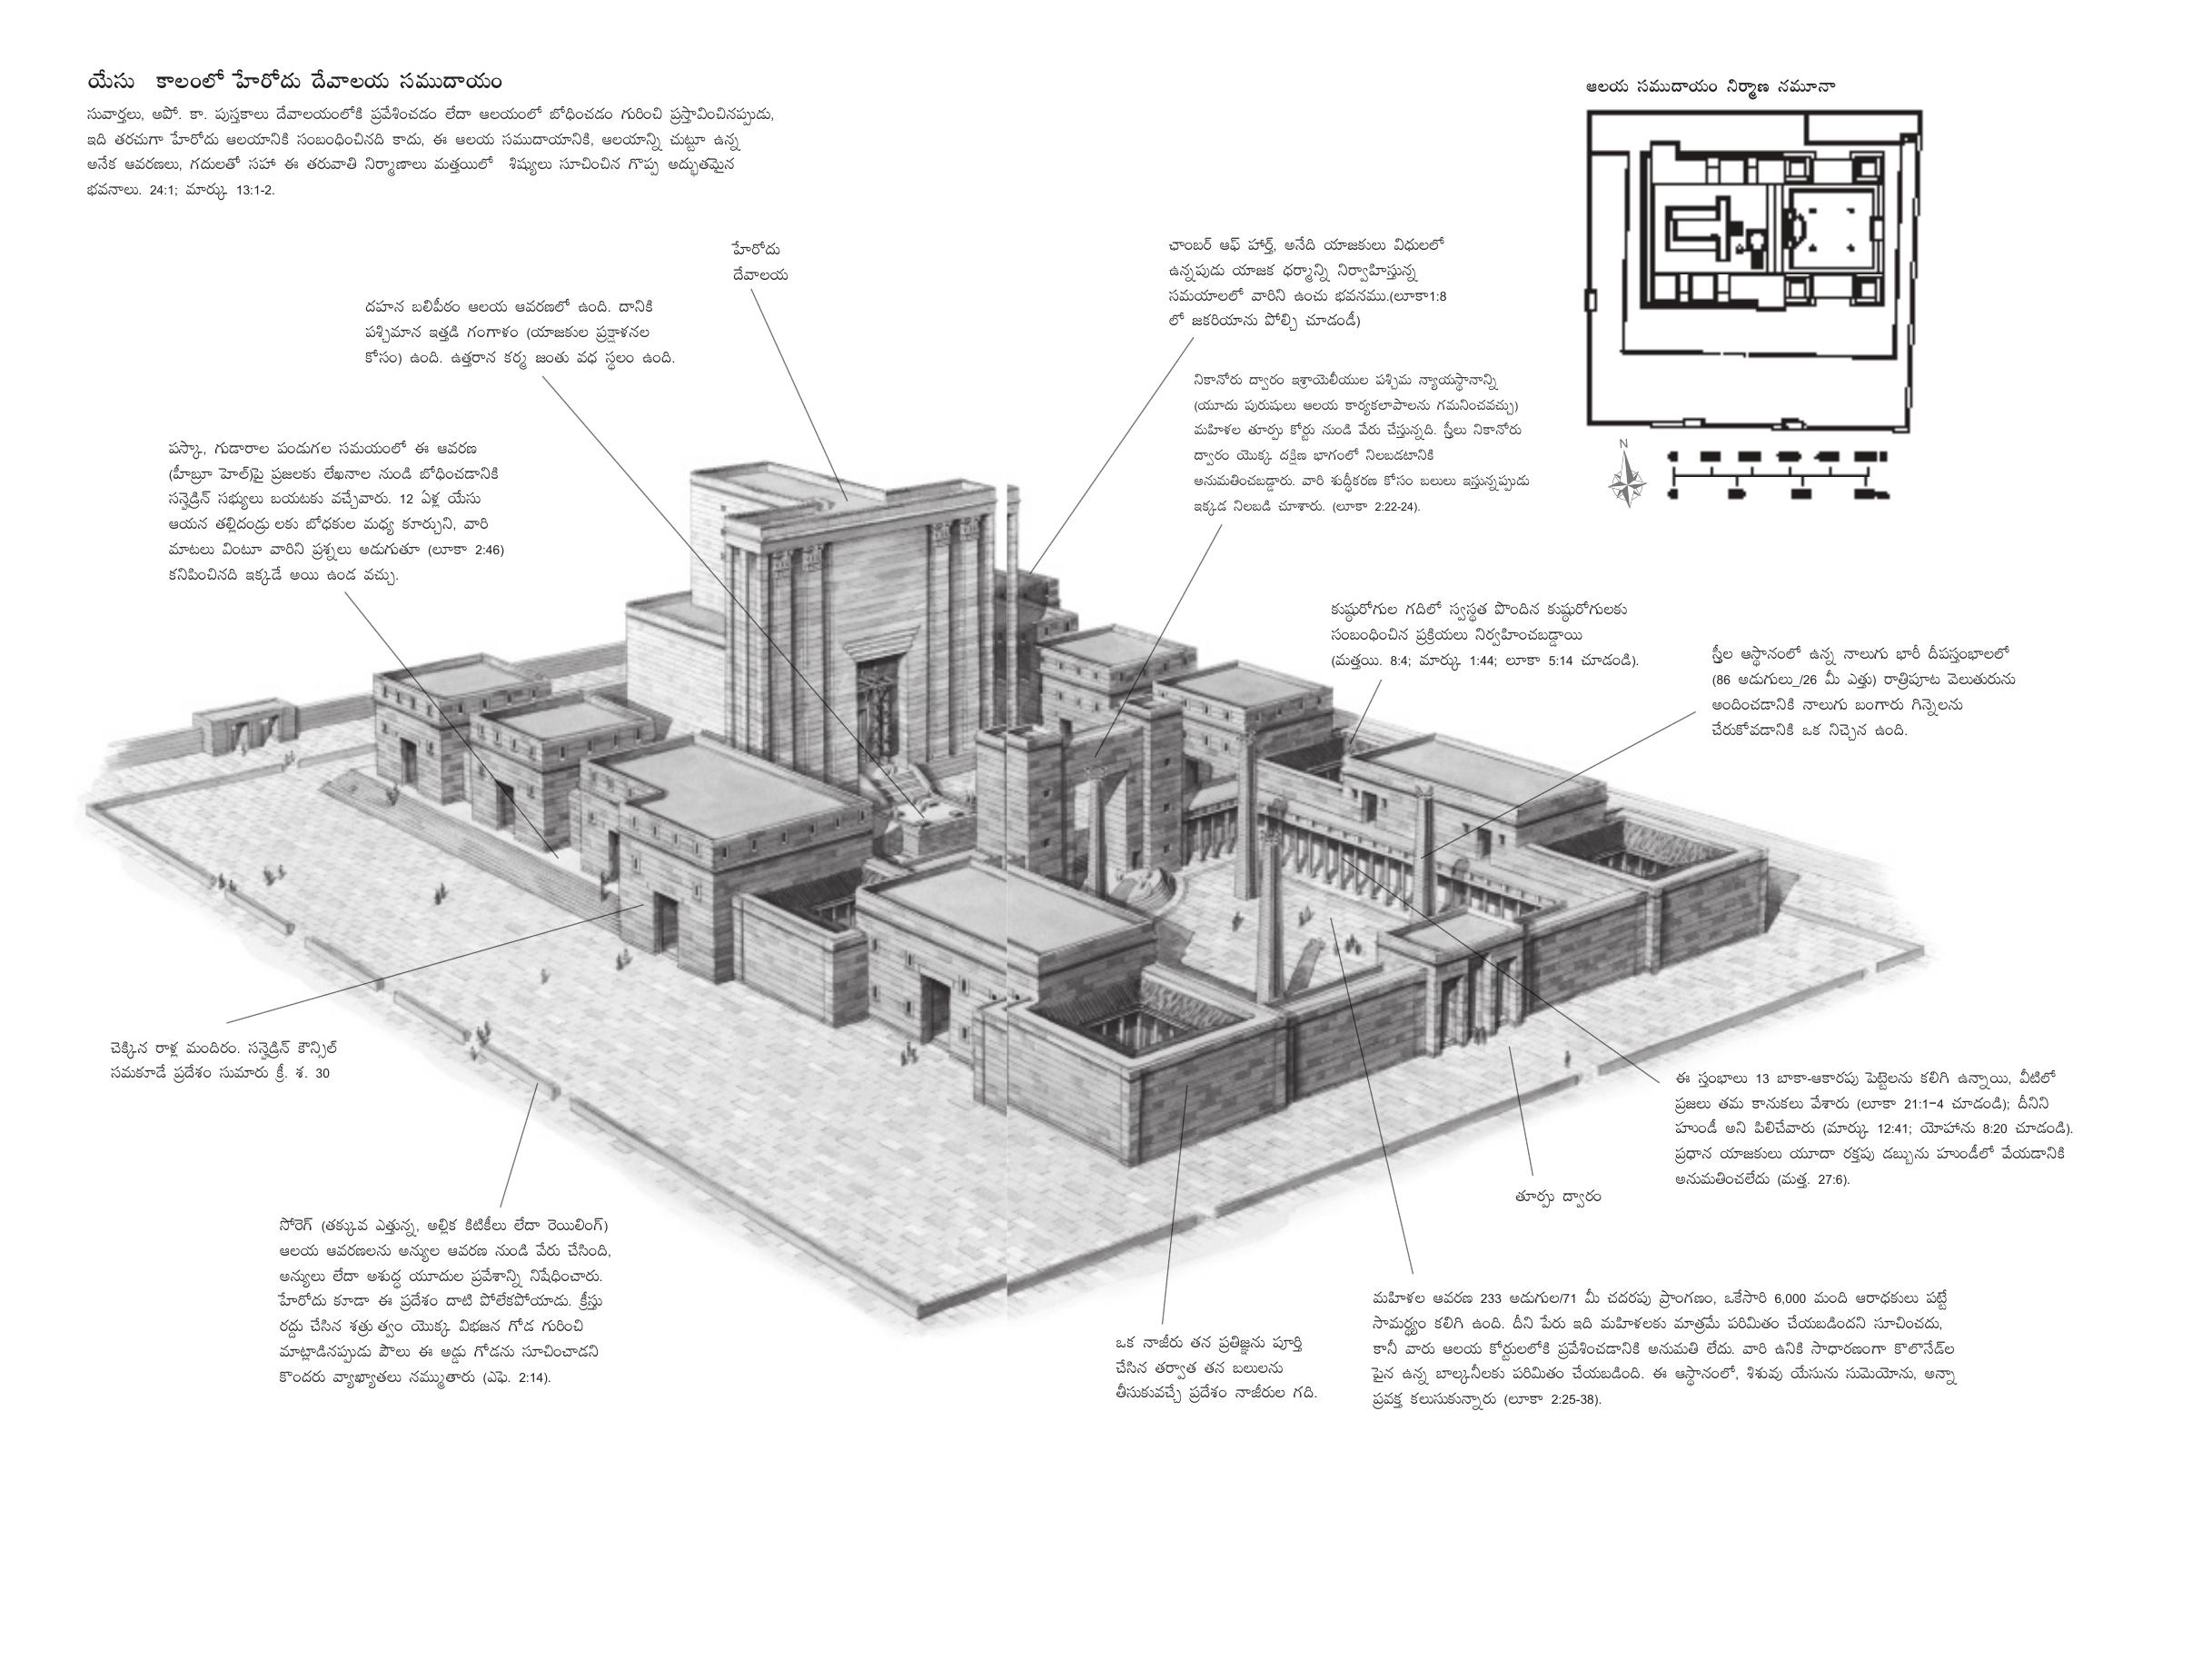 యేసు కాలంలో హేరోదు దేవాలయ సముదాయం
సువార్తలు, అపో. కా. పుస్తకాలు దేవాలయంలోకి ప్రవేశించడం లేదా ఆలయంలో బోధించడం గురించి ప్రస్తావించినప్పుడు,
ఇది తరచుగా హేరోదు ఆలయానికి సంబంధించినది కాదు, ఈ ఆలయ సముదాయానికి, ఆలయాన్ని చుట్టూ ఉన్న
అనేక ఆవరణలు, గదులతో సహా ఈ తరువాతి నిర్మాణాలు మత్తయిలో శిష్యులు సూచించిన గొప్ప అద్భుతమైన
భవనాలు. 24:1; మార్కు 13:1-2.
ఆలయ సముదాయం నిర్మాణ నమూనా
N
హేరోదు
దేవాలయ
ఛాంబర్ ఆఫ్ హార్త్, అనేది యాజకులు విధులలో
ఉన్నపుడు యాజక ధర్మాన్ని నిర్వాహిస్తున్న
సమయాలలో వారిని ఉంచు భవనము.(లూకా1:8
లో జకరియాను పోల్చి చూడండీ)
దహన బలిపీఠం ఆలయ ఆవరణలో ఉంది. దానికి
పశ్చిమాన ఇత్తడి గంగాళం (యాజకుల ప్రక్షాళనల
కోసం) ఉంది. ఉత్తరాన కర్మ జంతు వధ స్థలం ఉంది.
నికానోరు ద్వారం ఇశ్రాయెలీయుల పశ్చిమ న్యాయస్థానాన్ని
(యూదు పురుషులు ఆలయ కార్యకలాపాలను గమనించవచ్చు)
మహిళల తూర్పు కోర్టు నుండి వేరు చేస్తున్నది. స్త్రీలు నికానోరు
ద్వారం యొక్క దక్షిణ భాగంలో నిలబడటానికి
అనుమతించబడ్డారు. వారి శుద్ధీకరణ కోసం బలులు ఇస్తున్నప్పుడు
ఇక్కడ నిలబడి చూశారు. (లూకా 2:22-24).
పస్కా, గుడారాల పండుగల సమయంలో ఈ ఆవరణ
(హీబ్రూ హెల్)పై ప్రజలకు లేఖనాల నుండి బోధించడానికి
సన్హెడ్రిన్ సభ్యులు బయటకు వచ్చేవారు. 12 ఏళ్ల యేసు
ఆయన తల్లిదండ్రు లకు బోధకుల మధ్య కూర్చుని, వారి
మాటలు వింటూ వారిని ప్రశ్నలు అడుగుతూ (లూకా 2:46)
కనిపించినది ఇక్కడే అయి ఉండ వచ్చు.
కుష్ఠురోగుల గదిలో స్వస్థత పొందిన కుష్ఠురోగులకు
సంబంధించిన ప్రక్రియలు నిర్వహించబడ్డాయి
(మత్తయి. 8:4; మార్కు 1:44; లూకా 5:14 చూడండి).
స్త్రీల ఆస్థానంలో ఉన్న నాలుగు భారీ దీపస్తంభాలలో
(86 అడుగులు_/26 మీ ఎత్తు) రాత్రిపూట వెలుతురును
అందించడానికి నాలుగు బంగారు గిన్నెలను
చేరుకోవడానికి ఒక నిచ్చెన ఉంది.
చెక్కిన రాళ్ల మందిరం. సన్హెడ్రిన్ కౌన్సిల్
సమకూడే ప్రదేశం సుమారు క్రీ. శ. 30
ఈ స్తంభాలు 13 బాకా-ఆకారపు పెట్టెలను కలిగి ఉన్నాయి, వీటిలో
ప్రజలు తమ కానుకలు వేశారు (లూకా 21:1–4 చూడండి); దీనిని
హుండీ అని పిలిచేవారు (మార్కు 12:41; యోహాను 8:20 చూడండి).
ప్రధాన యాజకులు యూదా రక్తపు డబ్బును హుండీలో వేయడానికి
అనుమతించలేదు (మత్త. 27:6).
తూర్పు ద్వారం
సోరెగ్ (తక్కువ ఎత్తున్న, అల్లిక కిటికీలు లేదా రెయిలింగ్)
ఆలయ ఆవరణలను అన్యుల ఆవరణ నుండి వేరు చేసింది,
అన్యులు లేదా అశుద్ధ యూదుల ప్రవేశాన్ని నిషేధించారు.
హేరోదు కూడా ఈ ప్రదేశం దాటి పోలేకపోయాడు. క్రీస్తు
రద్దు చేసిన శత్రు త్వం యొక్క విభజన గోడ గురించి
మాట్లాడినప్పుడు పౌలు ఈ అడ్డు గోడను సూచించాడని
కొందరు వ్యాఖ్యాతలు నమ్ముతారు (ఎఫె. 2:14).
ఒక నాజీరు తన ప్రతిజ్ఞను పూర్తి
చేసిన తర్వాత తన బలులను
తీసుకువచ్చే ప్రదేశం నాజీరుల గది.
మహిళల ఆవరణ 233 అడుగుల/71 మీ చదరపు ప్రాంగణం, ఒకేసారి 6,000 మంది ఆరాధకులు పట్టే
సామర్థ్యం కలిగి ఉంది. దీని పేరు ఇది మహిళలకు మాత్రమే పరిమితం చేయబడిందని సూచించదు,
కానీ వారు ఆలయ కోర్టులలోకి ప్రవేశించడానికి అనుమతి లేదు. వారి ఉనికి సాధారణంగా కొలొనేడ్‌ల
పైన ఉన్న బాల్కనీలకు పరిమితం చేయబడింది. ఈ ఆస్థానంలో, శిశువు యేసును సుమెయోను, అన్నా
ప్రవక్త కలుసుకున్నారు (లూకా 2:25-38).